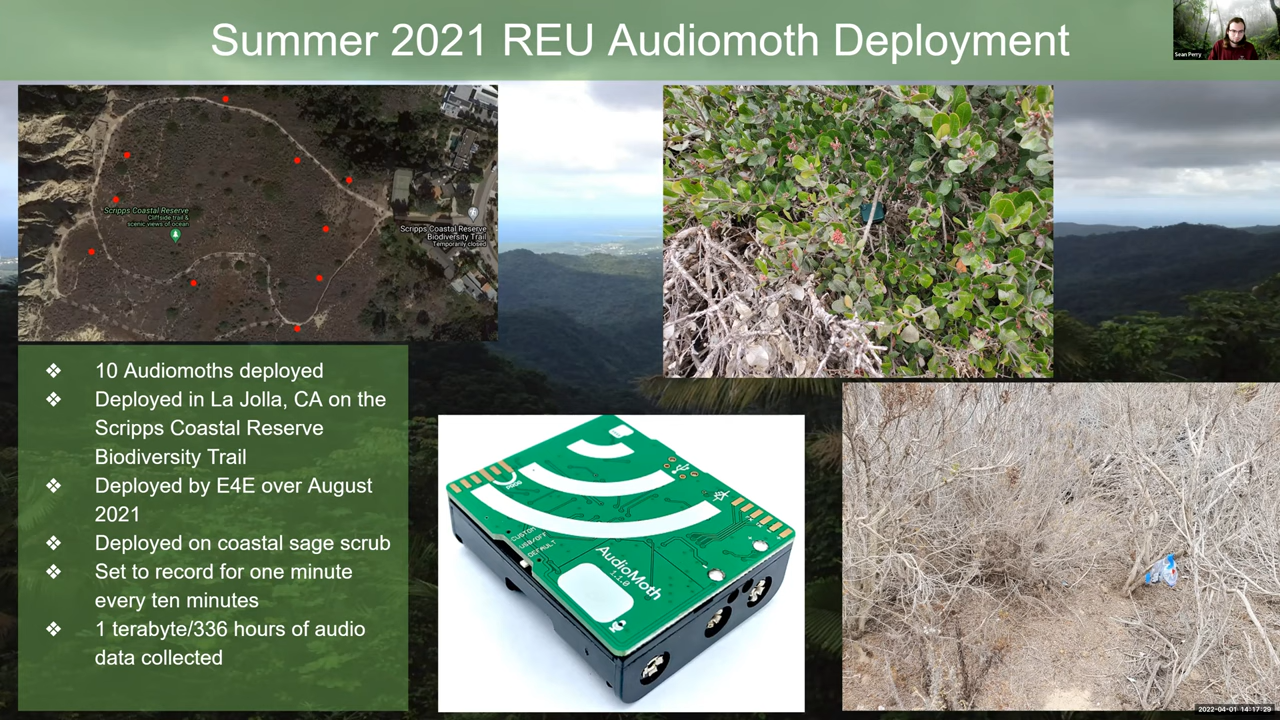 Summer 2021 REU Audiomoth Deployment
Sean Perry
Scripps Coastal Reserve
Cliffside trail &
scenic views of ocean
Scripps Coastal Reserve
Biodiversity Trail
Temporarily closed
❖ 10 Audiomoths deployed
❖ Deployed in La Jolla, CA on the
Scripps Coastal Reserve
Biodiversity Trail
❖ Deployed by E4E over August
2021
❖ Deployed on coastal sage scrub
❖ Set to record for one minute
every ten minutes
❖ 1 terabyte/336 hours of audio
data collected
CUSTOM
USB/OFF
DEFAULT
AudioMoth
1.1.0
2022-04-01 14:17:29